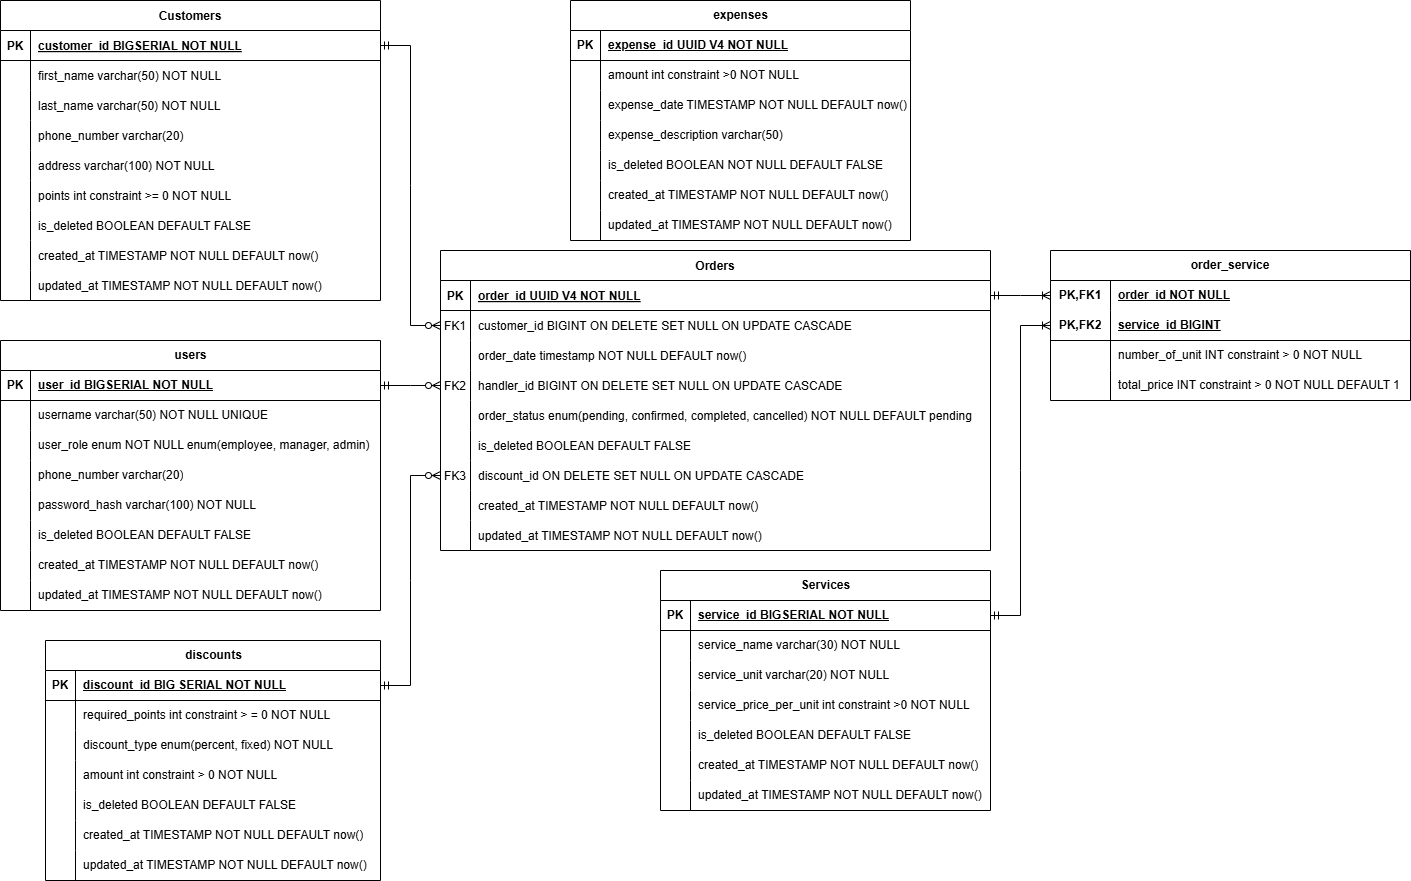 Customers
PK customer_id BIGSERIAL NOT NULL
first_name varchar(50) NOT NULL
last_name varchar(50) NOT NULL
phone_number varchar(20)
address varchar(100) NOT NULL
points int constraint >= 0 NOT NULL
is_deleted BOOLEAN DEFAULT FALSE
created_at TIMESTAMP NOT NULL DEFAULT now()
updated_at TIMESTAMP NOT NULL DEFAULT now()
expenses
PK expense_id UUID V4 NOT NULL
amount int constraint >0 NOT NULL
expense_date TIMESTAMP NOT NULL DEFAULT now()
expense_description varchar(50)
is_deleted BOOLEAN NOT NULL DEFAULT FALSE
created_at TIMESTAMP NOT NULL DEFAULT now()
updated_at TIMESTAMP NOT NULL DEFAULT now()
Orders
PK order_id UUID V4 NOT NULL
FK1 customer_id BIGINT ON DELETE SET NULL ON UPDATE CASCADE
order_date timestamp NOT NULL DEFAULT now()
FK2 handler_id BIGINT ON DELETE SET NULL ON UPDATE CASCADE
order_status enum(pending, confirmed, completed, cancelled) NOT NULL DEFAULT pending
is_deleted BOOLEAN DEFAULT FALSE
FK3 discount_id ON DELETE SET NULL ON UPDATE CASCADE
created_at TIMESTAMP NOT NULL DEFAULT now()
updated_at TIMESTAMP NOT NULL DEFAULT now()
order_service
PK,FK1 order_id NOT NULL
PK,FK2 service_id BIGINT
number_of_unit INT constraint > 0 NOT NULL
total_price INT constraint > 0 NOT NULL DEFAULT 1
users
PK user_id BIGSERIAL NOT NULL
username varchar(50) NOT NULL UNIQUE
user_role enum NOT NULL enum(employee, manager, admin)
phone_number varchar(20)
password_hash varchar(100) NOT NULL
is_deleted BOOLEAN DEFAULT FALSE
created_at TIMESTAMP NOT NULL DEFAULT now()
updated_at TIMESTAMP NOT NULL DEFAULT now()
Services
PK service_id BIGSERIAL NOT NULL
service_name varchar(30) NOT NULL
service_unit varchar(20) NOT NULL
service_price_per_unit int constraint >0 NOT NULL
is_deleted BOOLEAN DEFAULT FALSE
created_at TIMESTAMP NOT NULL DEFAULT now()
updated_at TIMESTAMP NOT NULL DEFAULT now()
discounts
PK discount_id BIG SERIAL NOT NULL
required_points int constraint > = 0 NOT NULL
discount_type enum(percent, fixed) NOT NULL
amount int constraint > 0 NOT NULL
is_deleted BOOLEAN DEFAULT FALSE
created_at TIMESTAMP NOT NULL DEFAULT now()
updated_at TIMESTAMP NOT NULL DEFAULT now()